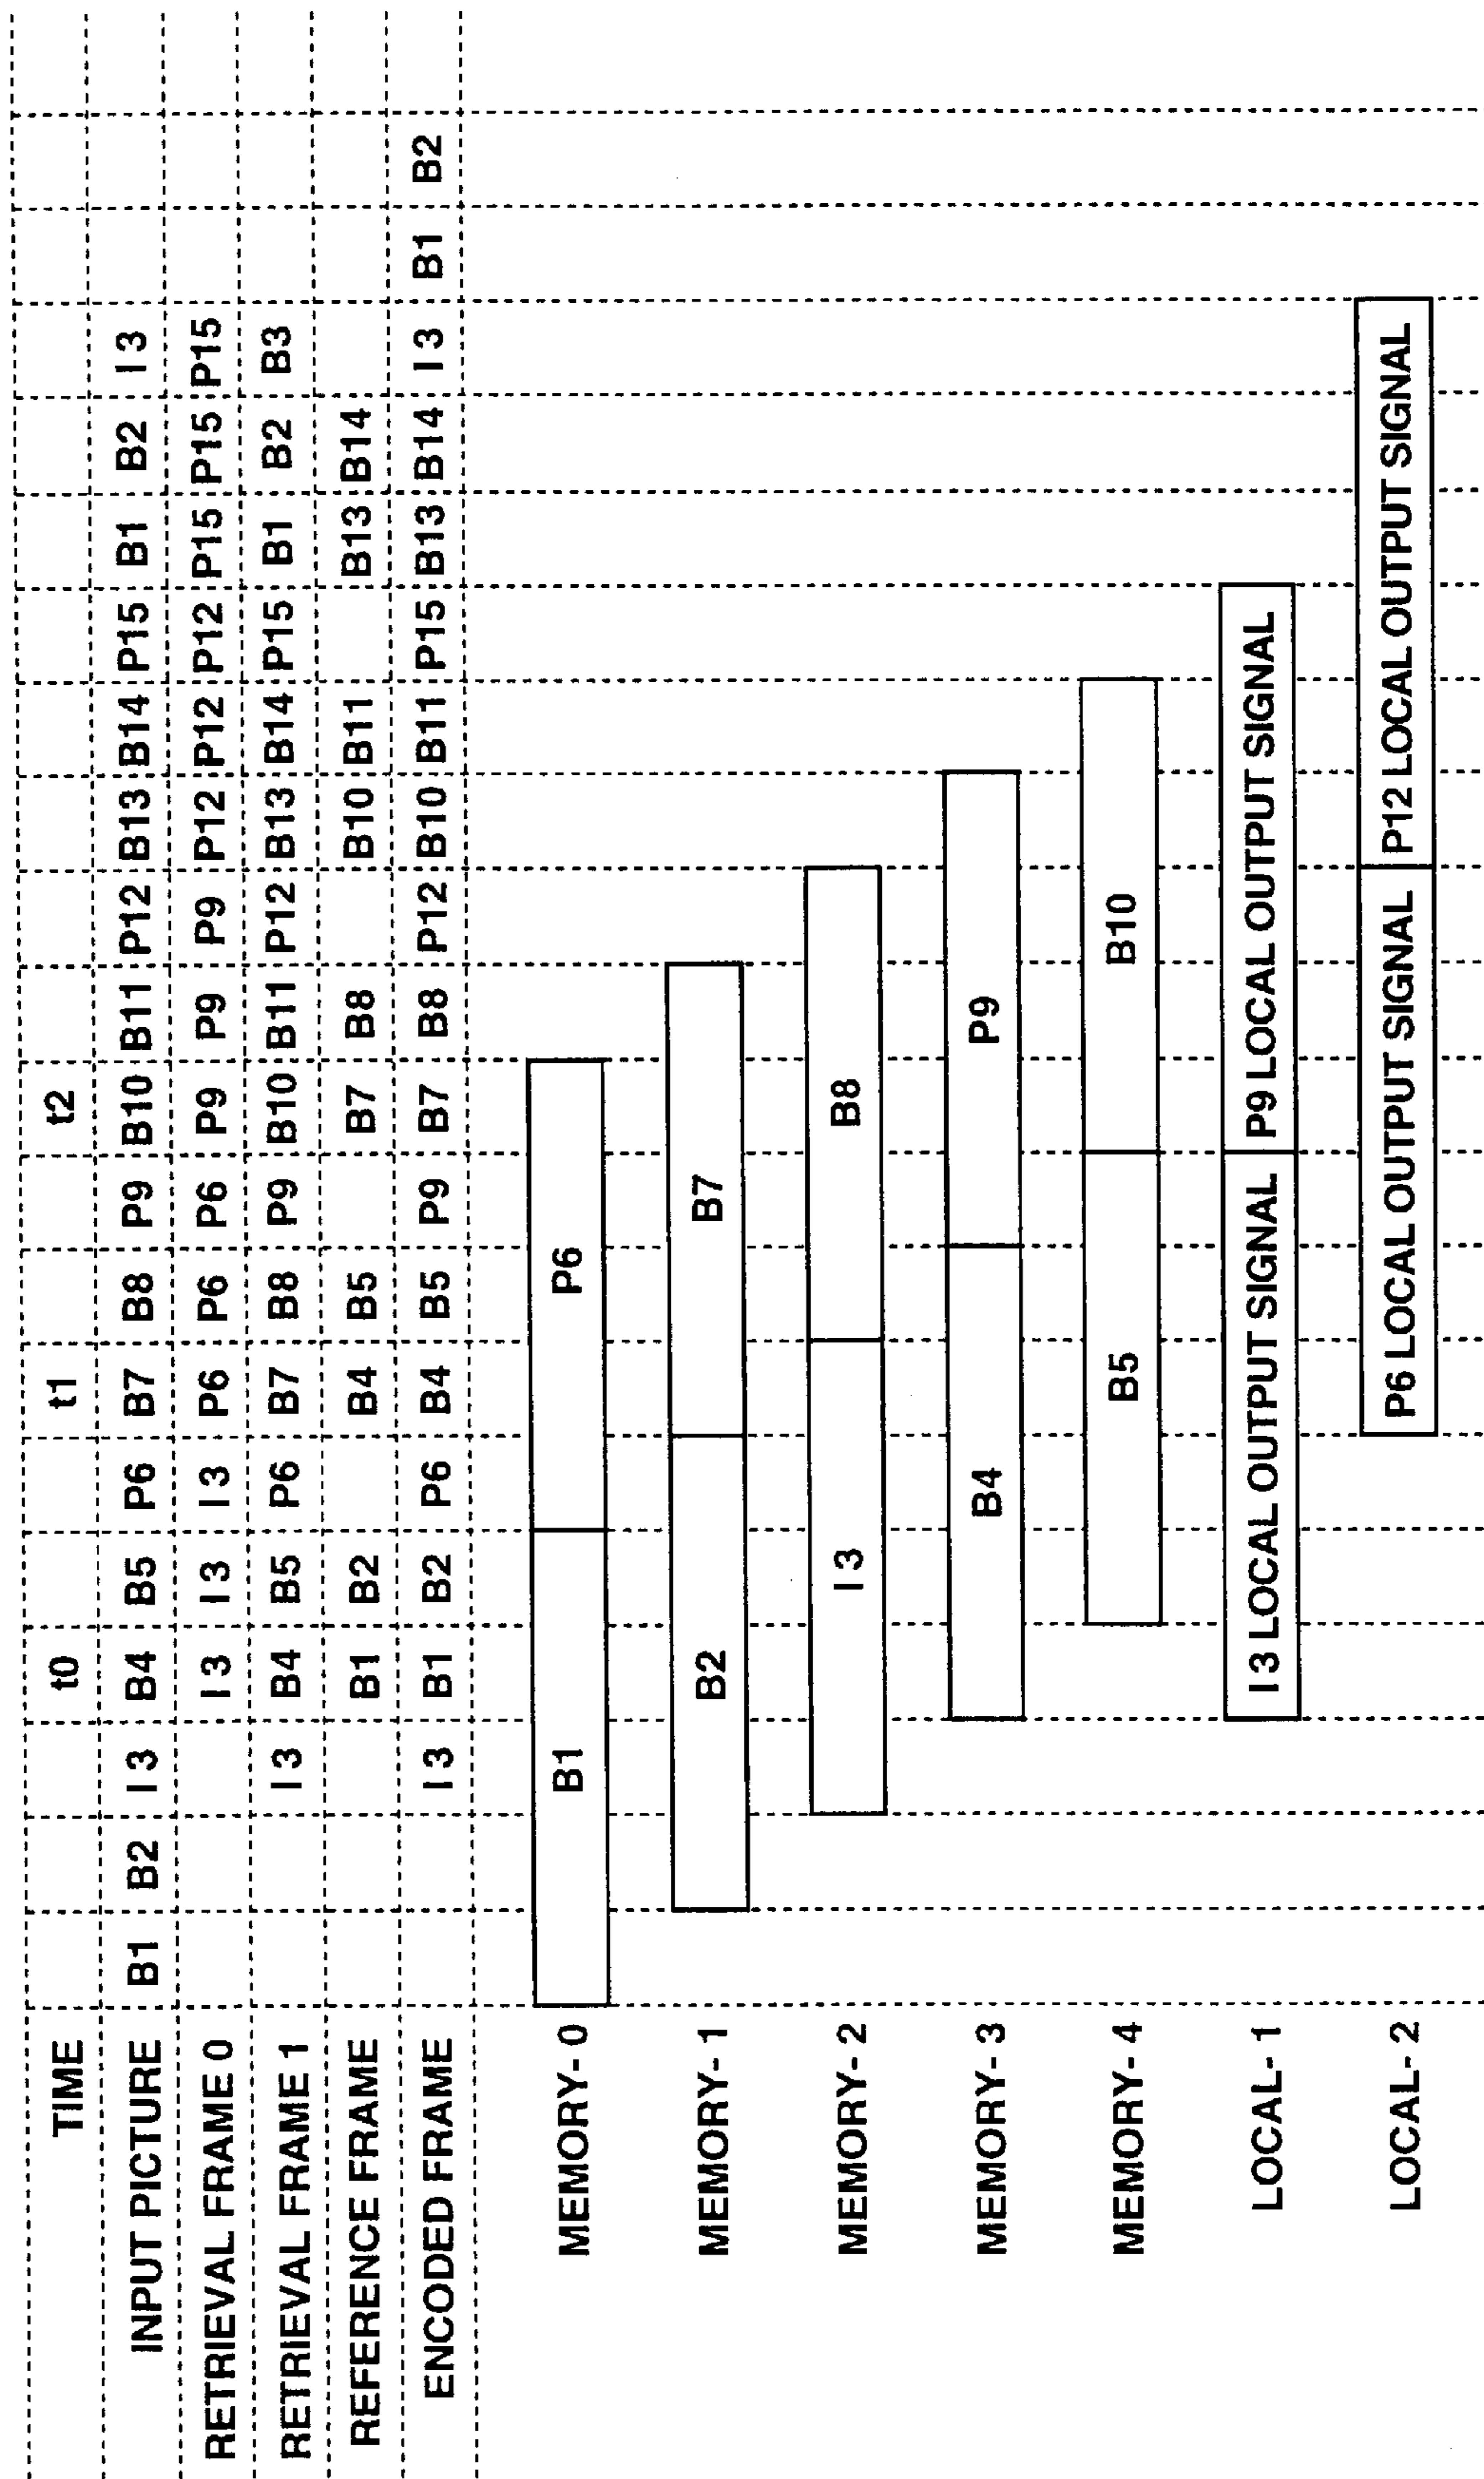 TIME t0 t1 t2
INPUT PICTURE B1 B2 I3 B4 B5 P6 B7 B8 P9 B10 B11 P12 B13 B14 P15 B1 B2 I3
RETRIEVAL FRAME 0 I3 I3 I3 P6 P6 P6 P9 P9 P9 P12 P12 P12 P15 P15 P15
RETRIEVAL FRAME 1 I3 B4 B5 P6 B7 B8 P9 B10 B11 P12 B13 B14 P15 B1 B2 B3
REFERENCE FRAME B1 B2 B4 B5 B7 B8 B10 B11 B13 B14
ENCODED FRAME I3 B1 B2 P6 B4 B5 P9 B7 B8 P12 B10 B11 P15 B13 B14 I3 B1 B2
MEMORY-0 B1 P6
MEMORY-1 B2 B7
MEMORY-2 I3 B8
MEMORY-3 B4 P9
MEMORY-4 B5 B10
LOCAL-1 I3 LOCAL OUTPUT SIGNAL P9 LOCAL OUTPUT SIGNAL
LOCAL-2 P6 LOCAL OUTPUT SIGNAL P12 LOCAL OUTPUT SIGNAL